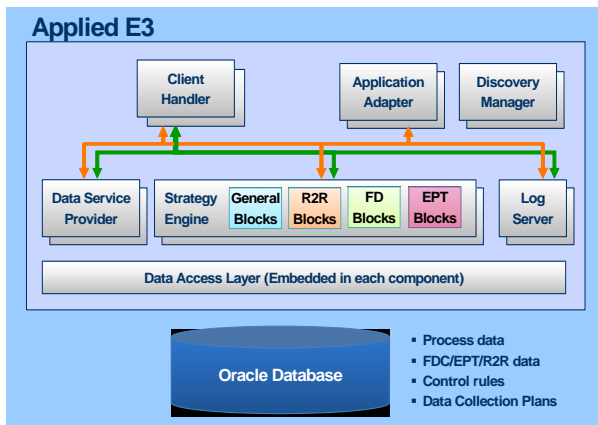 Applied E3
Client
Handler
Application
Adapter
Discovery
Manager
Data Service
Provider
Strategy
Engine
General
Blocks
R2R
Blocks
FD
Blocks
EPT
Blocks
Log
Server
Data Access Layer (Embedded in each component)
Oracle Database
▪ Process data
▪ FDC/EPT/R2R data
▪ Control rules
▪ Data Collection Plans